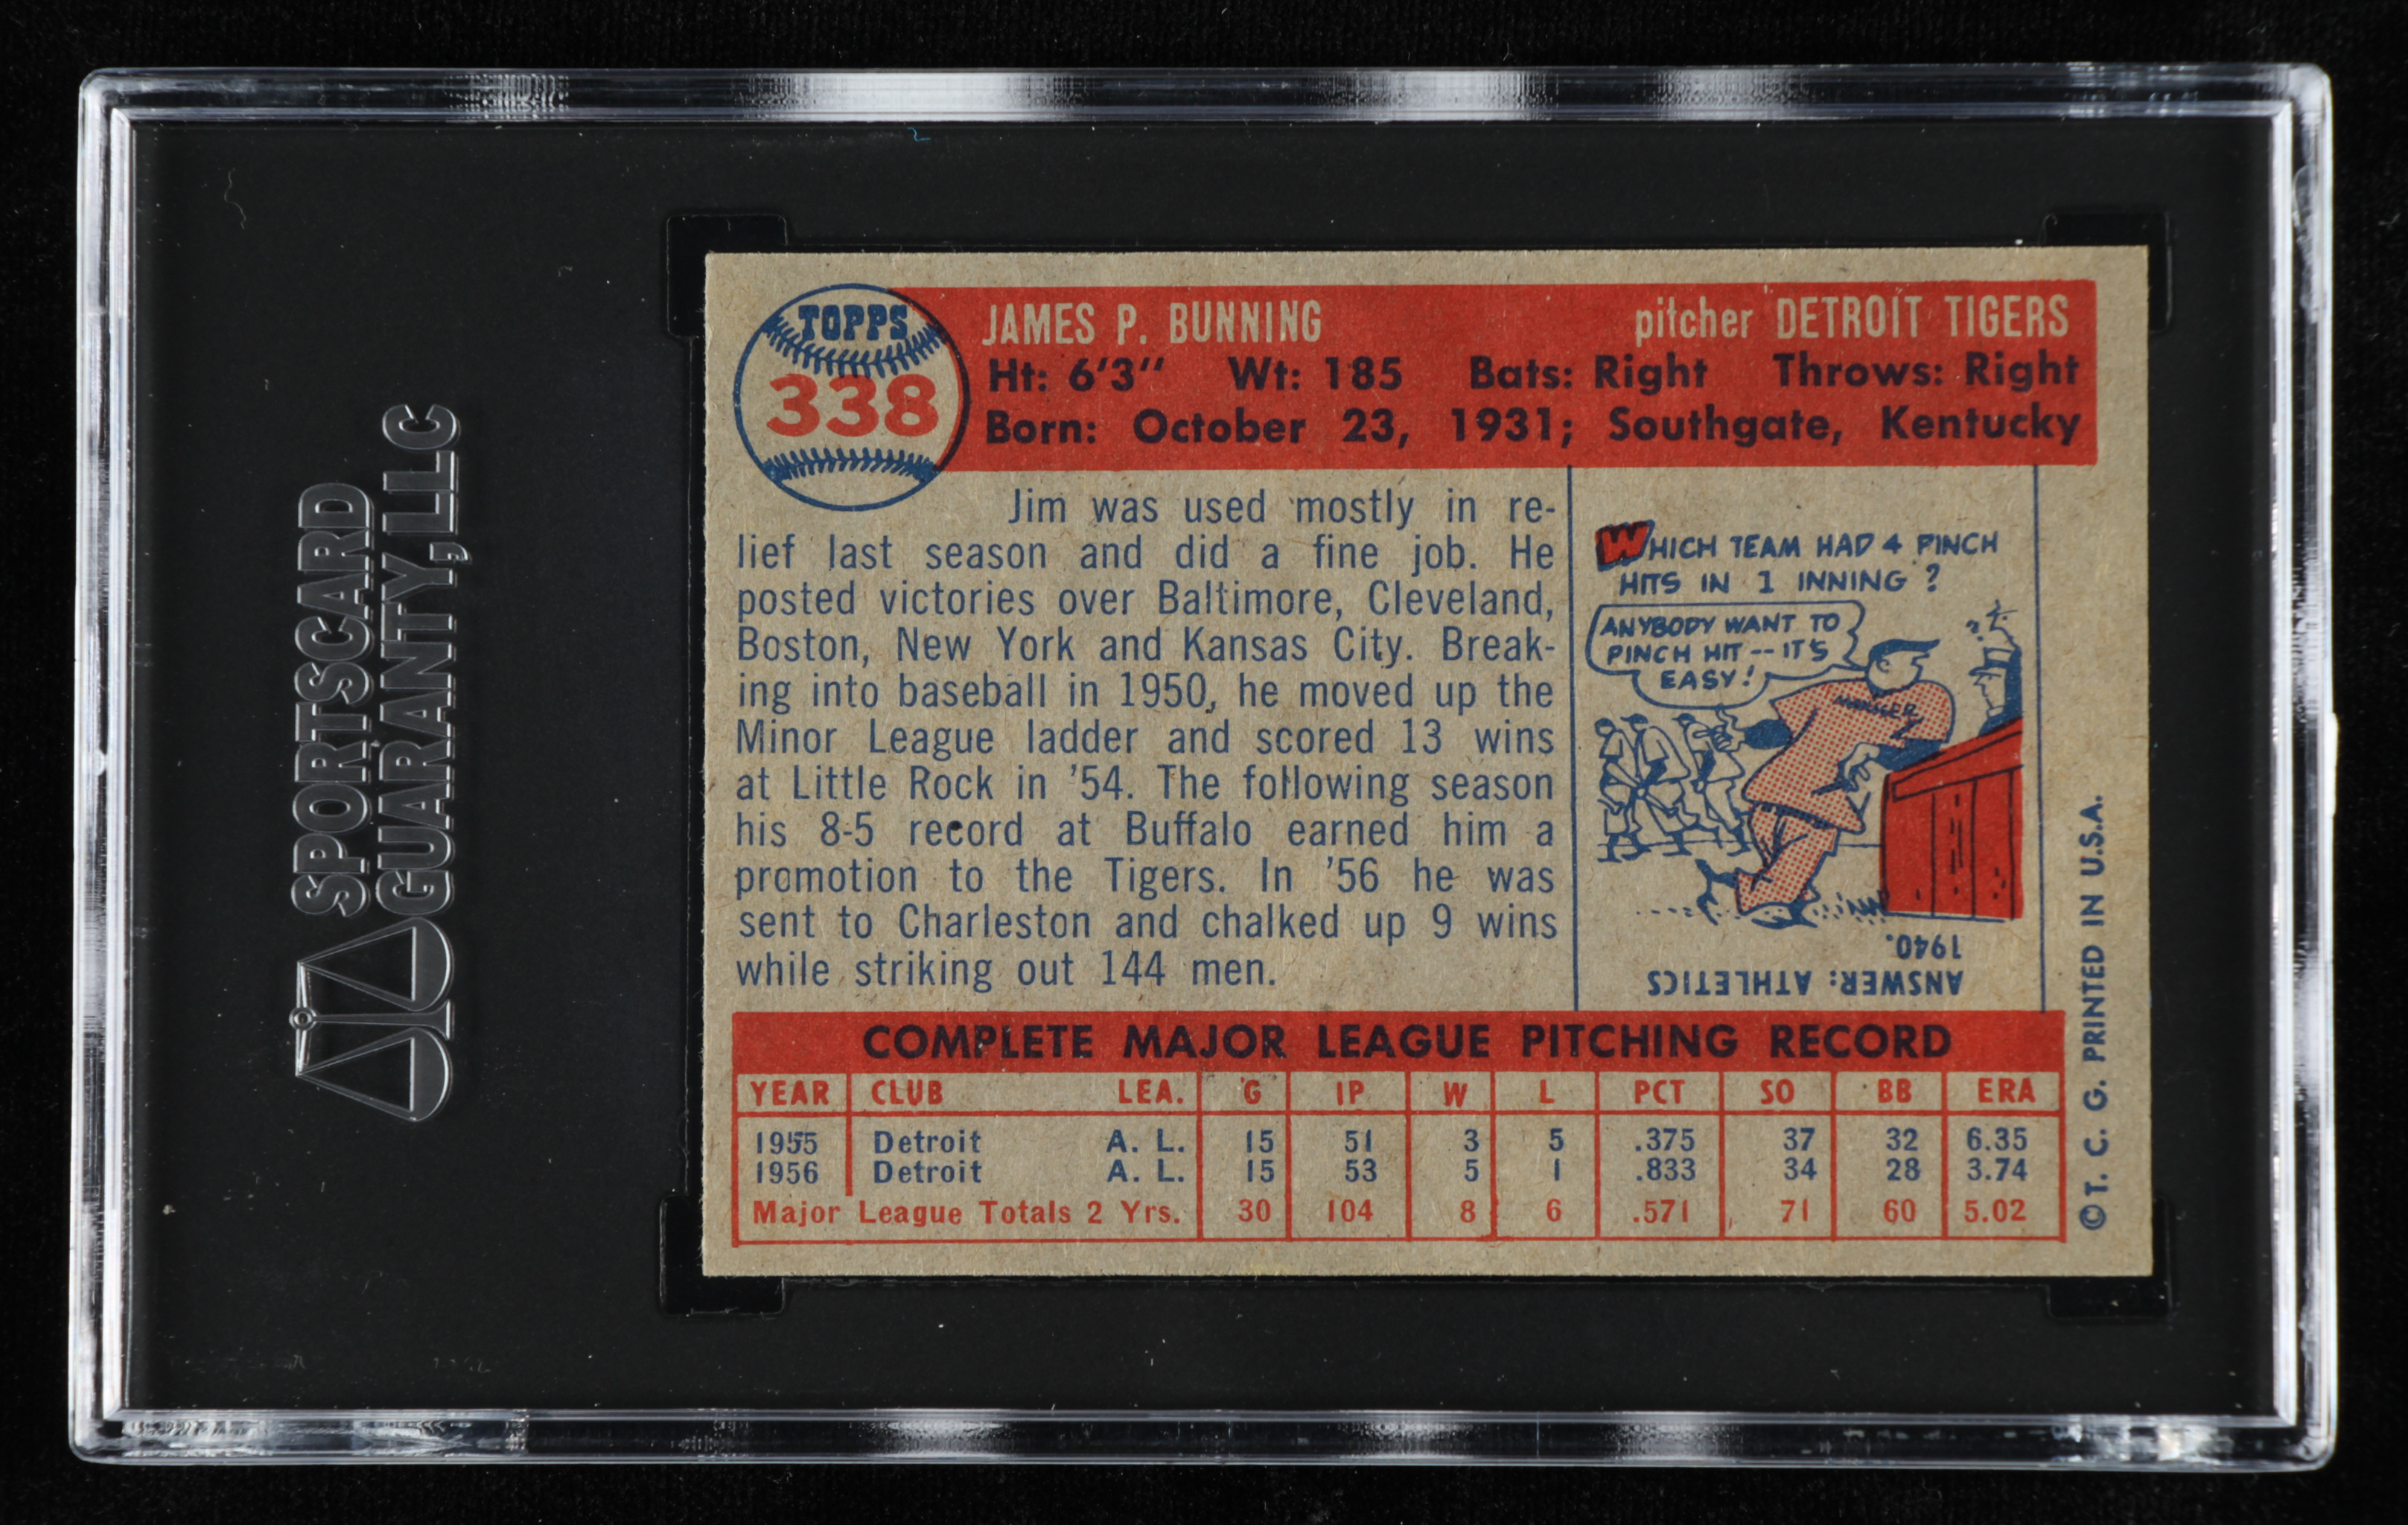 SPORTSCARD
GUARANTY, LLC
TOPPS
338
JAMES P. BUNNING pitcher DETROIT TIGERS
Ht: 6'3" Wt: 185 Bats: Right Throws: Right
Born: October 23, 1931; Southgate, Kentucky
Jim was used mostly in re-
lief last season and did a fine job. He
posted victories over Baltimore, Cleveland,
Boston, New York and Kansas City. Break-
ing into baseball in 1950, he moved up the
Minor League ladder and scored 13 wins
at Little Rock in '54. The following season
his 8-5 record at Buffalo earned him a
promotion to the Tigers. In '56 he was
sent to Charleston and chalked up 9 wins
while striking out 144 men.
WHICH TEAM HAD 4 PINCH
HITS IN 1 INNING?
ANYBODY WANT TO
PINCH HIT -- IT'S
EASY!
MANAGER
ANSWER: ATHLETICS
1940.
COMPLETE MAJOR LEAGUE PITCHING RECORD
YEAR CLUB LEA. G IP W L PCT SO BB ERA
1955 Detroit A. L. 15 51 3 5 .375 37 32 6.35
1956 Detroit A. L. 15 53 5 1 .833 34 28 3.74
Major League Totals 2 Yrs. 30 104 8 6 .571 71 60 5.02
© T. C. G. PRINTED IN U.S.A.